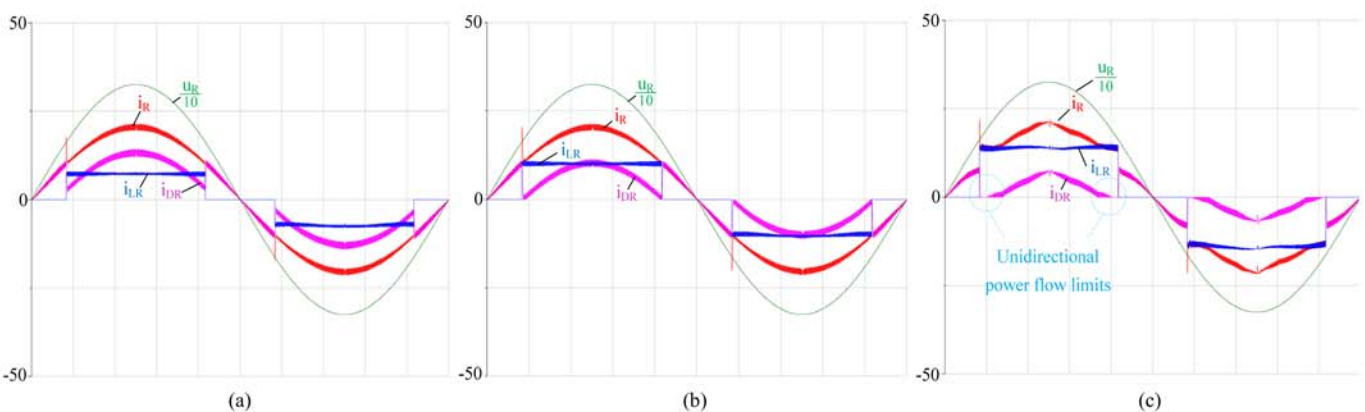 50
u_R
10
i_R
i_LR
i_DR
0
-50
(a)
50
u_R
10
i_R
i_LR
i_DR
0
-50
(b)
50
u_R
10
i_R
i_LR
i_DR
0
Unidirectional
power flow limits
-50
(c)